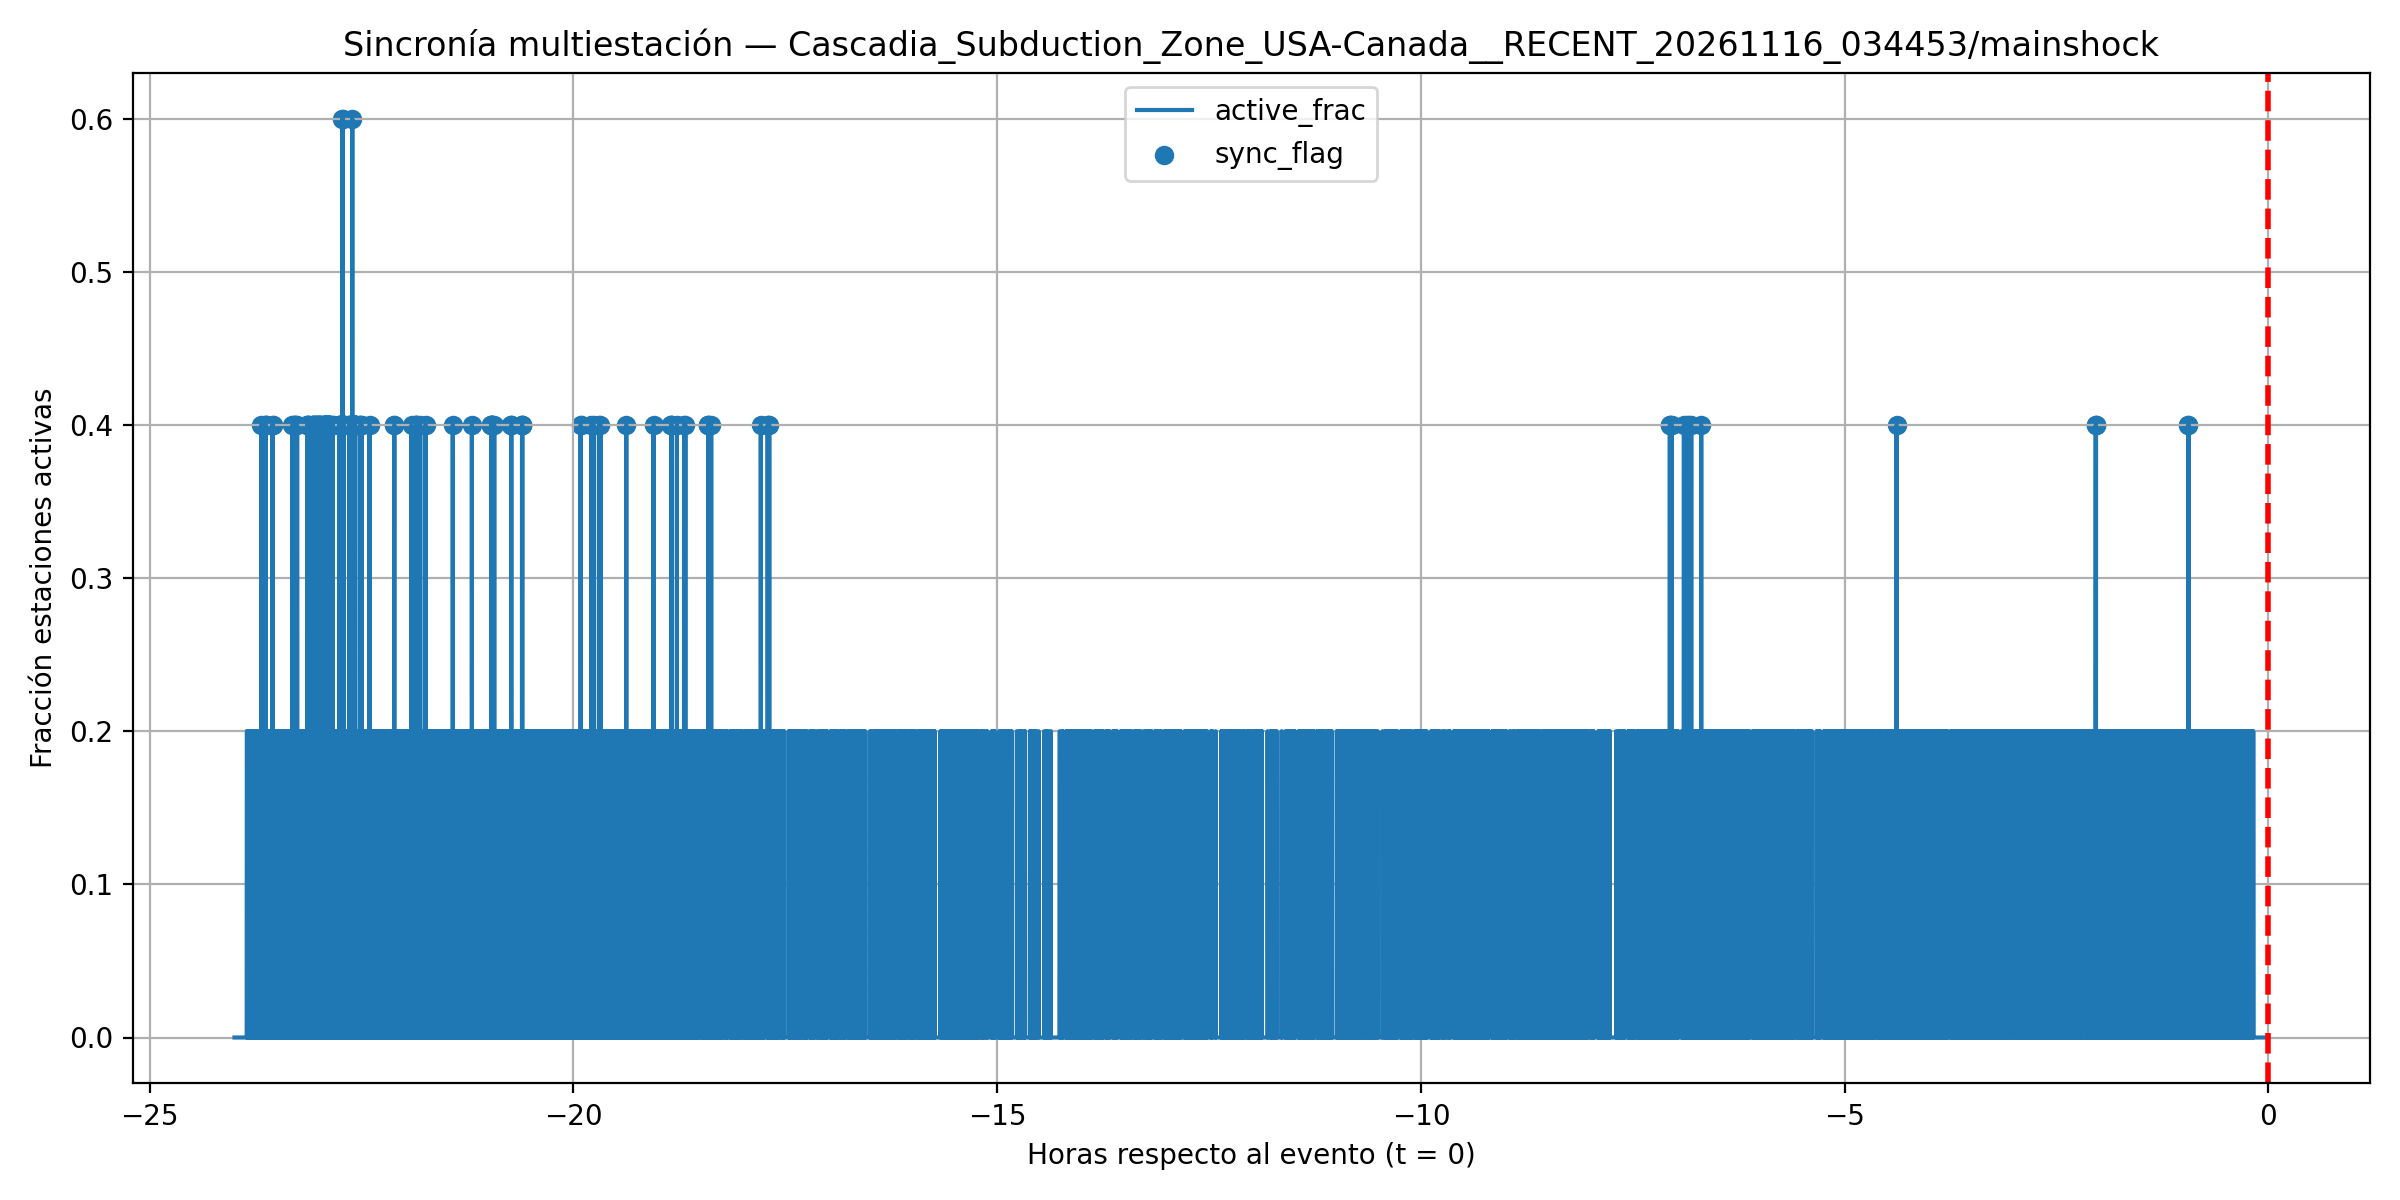 Sincronía multiestación — Cascadia_Subduction_Zone_USA-Canada__RECENT_20261116_034453/mainshock
active_frac
sync_flag
Fracción estaciones activas
0.6
0.5
0.4
0.3
0.2
0.1
0.0
−25 −20 −15 −10 −5 0
Horas respecto al evento (t = 0)